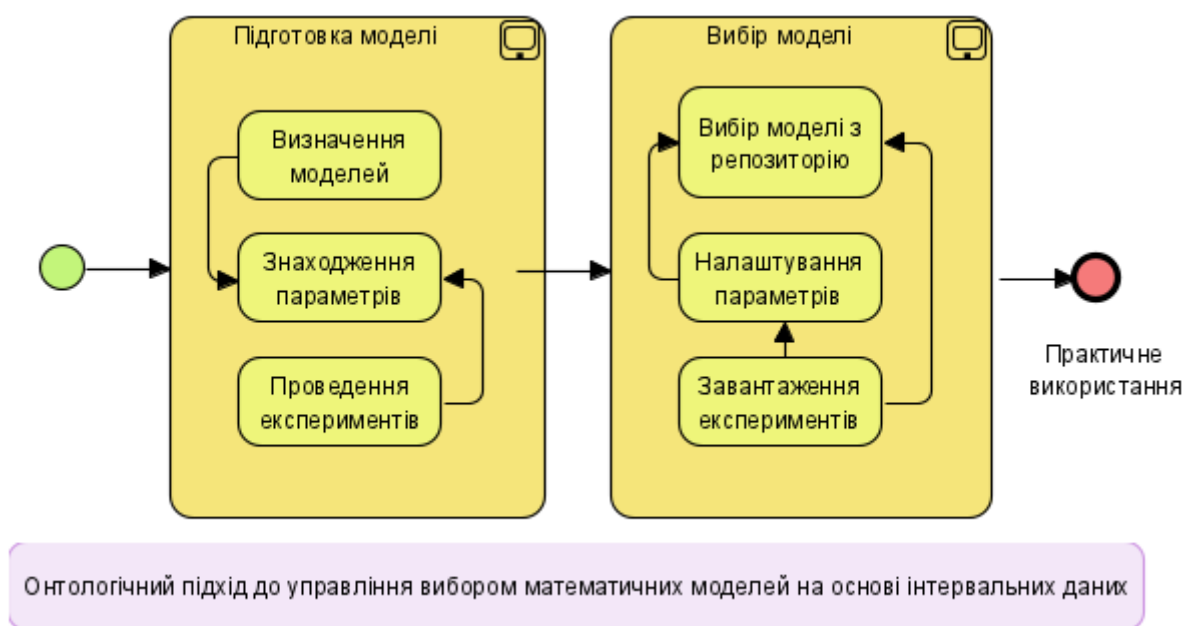 Підготовка моделі
Визначення
моделей
Знаходження
параметрів
Проведення
експериментів
Вибір моделі
Вибір моделі з
репозиторію
Налаштування
параметрів
Завантаження
експериментів
Практичне
використання
Онтологічний підхід до управління вибором математичних моделей на основі інтервальних даних